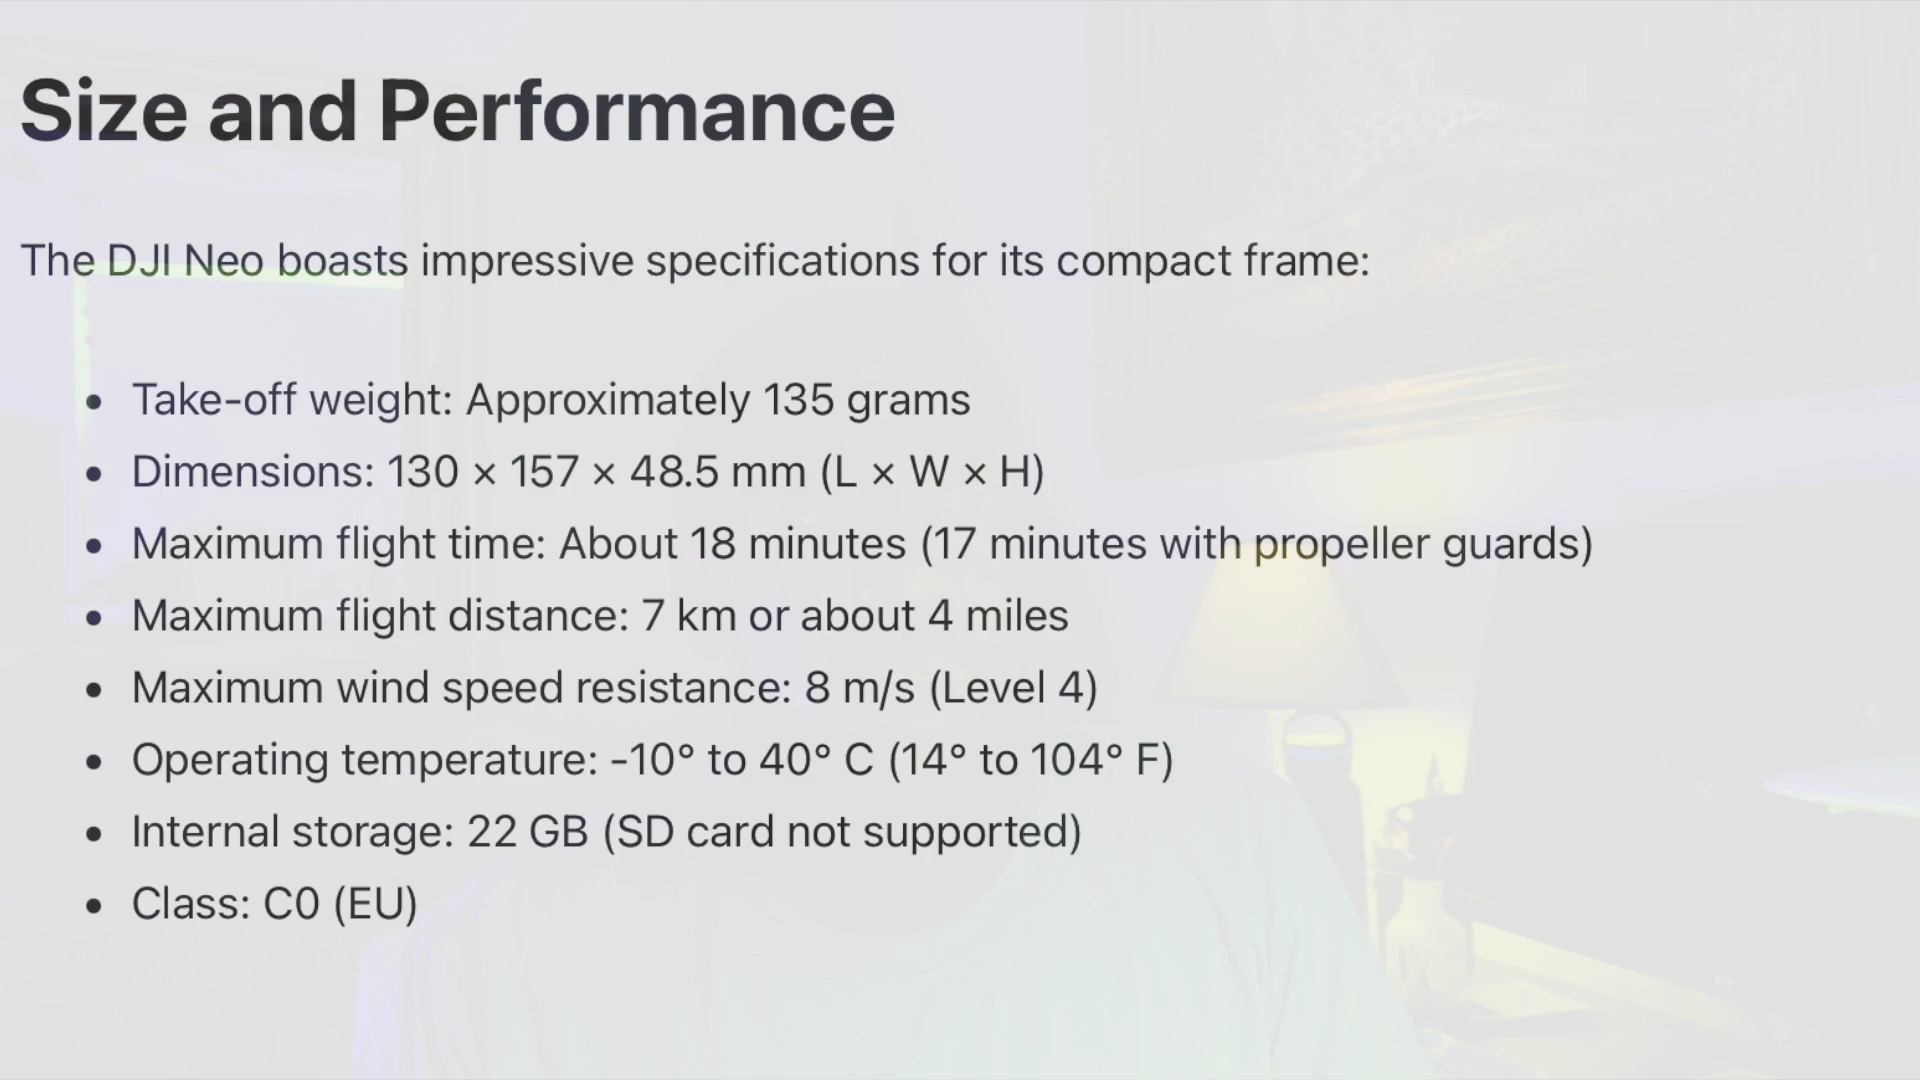 Size and Performance
The DJI Neo boasts impressive specifications for its compact frame:
• Take-off weight: Approximately 135 grams
• Dimensions: 130 × 157 × 48.5 mm (L × W × H)
• Maximum flight time: About 18 minutes (17 minutes with propeller guards)
• Maximum flight distance: 7 km or about 4 miles
• Maximum wind speed resistance: 8 m/s (Level 4)
• Operating temperature: -10° to 40° C (14° to 104° F)
• Internal storage: 22 GB (SD card not supported)
• Class: C0 (EU)